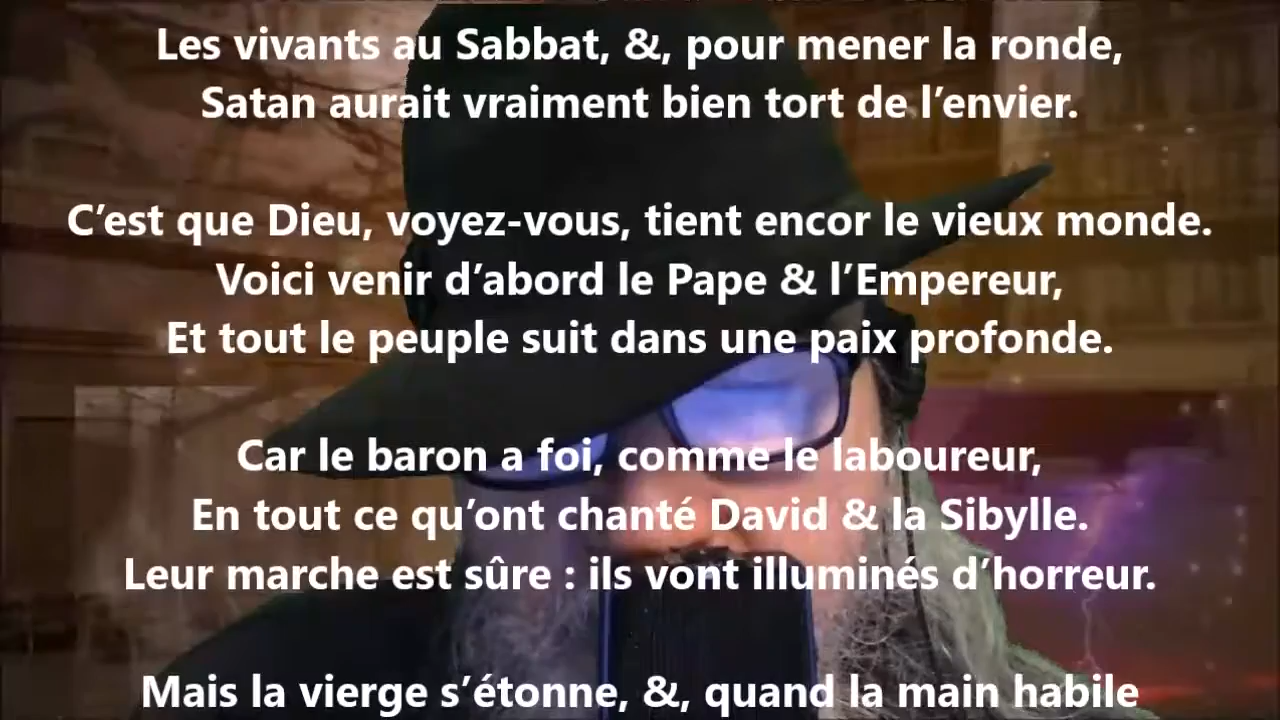 Les vivants au Sabbat, &, pour mener la ronde,
Satan aurait vraiment bien tort de l’envier.
C’est que Dieu, voyez-vous, tient encor le vieux monde.
Voici venir d’abord le Pape & l’Empereur,
Et tout le peuple suit dans une paix profonde.
Car le baron a foi, comme le laboureur,
En tout ce qu’ont chanté David & la Sibylle.
Leur marche est sûre : ils vont illuminés d’horreur.
Mais la vierge s’étonne, &, quand la main habile